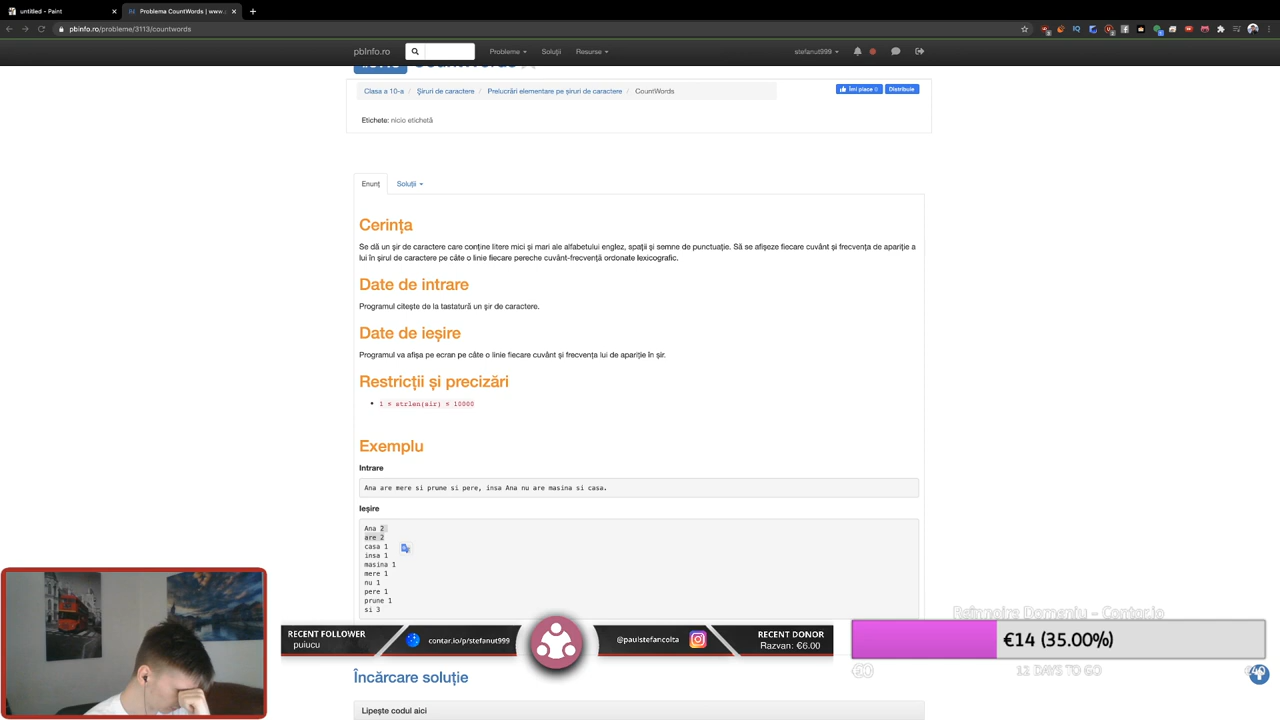 untitled - Paint
Problema CountWords | www.
pbinfo.ro/probleme/3113/countwords
pbInfo.ro
Probleme
Soluții
Resurse
stefanut999
Clasa a 10-a / Șiruri de caractere / Prelucrări elementare pe șiruri de caractere / CountWords
Îmi place 0
Distribuie
Etichete: nicio etichetă
Enunț
Soluții
Cerința
Se dă un șir de caractere care conține litere mici și mari ale alfabetului englez, spații și semne de punctuație. Să se afișeze fiecare cuvânt și frecvența de apariție a
lui în șirul de caractere pe câte o linie fiecare pereche cuvânt-frecvență ordonate lexicografic.
Date de intrare
Programul citește de la tastatură un șir de caractere.
Date de ieșire
Programul va afișa pe ecran pe câte o linie fiecare cuvânt și frecvența lui de apariție în șir.
Restricții și precizări
1 ≤ strlen(sir) ≤ 10000
Exemplu
Intrare
Ana are mere si prune si pere, insa Ana nu are masina si casa.
Ieșire
Ana 2
are 2
casa 1
insa 1
masina 1
mere 1
nu 1
pere 1
prune 1
si 3
RECENT FOLLOWER
puiucu
contar.io/p/stefanut999
@paulstefancolta
RECENT DONOR
Razvan: €6.00
Reinnoire Domeniu - Contor.io
€14 (35.00%)
€0
12 DAYS TO GO
€40
Încărcare soluție
Lipește codul aici